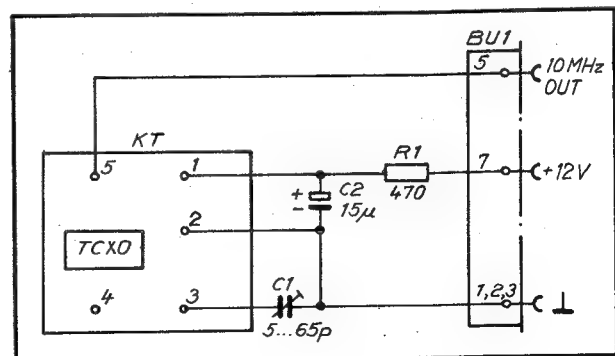 BU1
5
10MHz
OUT
KT
5
1
R1
7
+12V
470
+
-
C2
15µ
2
TCXO
C1
4
3
1,2,3
5...65p